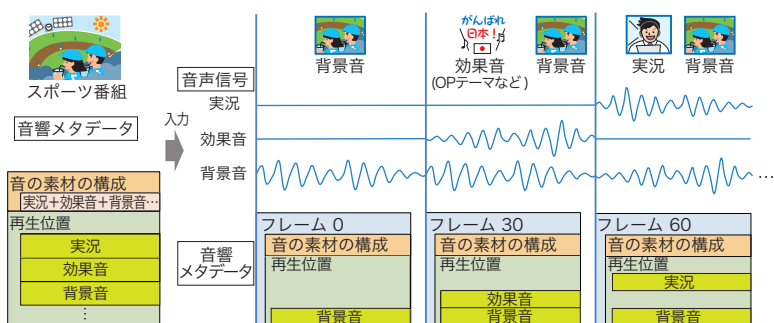 がんばれ
日本!
背景音
効果音
(OPテーマなど)
背景音
実況
背景音
スポーツ番組
音響メタデータ
入力
音声信号
実況
効果音
背景音
…
音の素材の構成
実況+効果音+背景音…
再生位置
実況
効果音
背景音
⋮
音響
メタデータ
フレーム 0
音の素材の構成
再生位置
背景音
フレーム 30
音の素材の構成
再生位置
効果音
背景音
フレーム 60
音の素材の構成
再生位置
実況
背景音